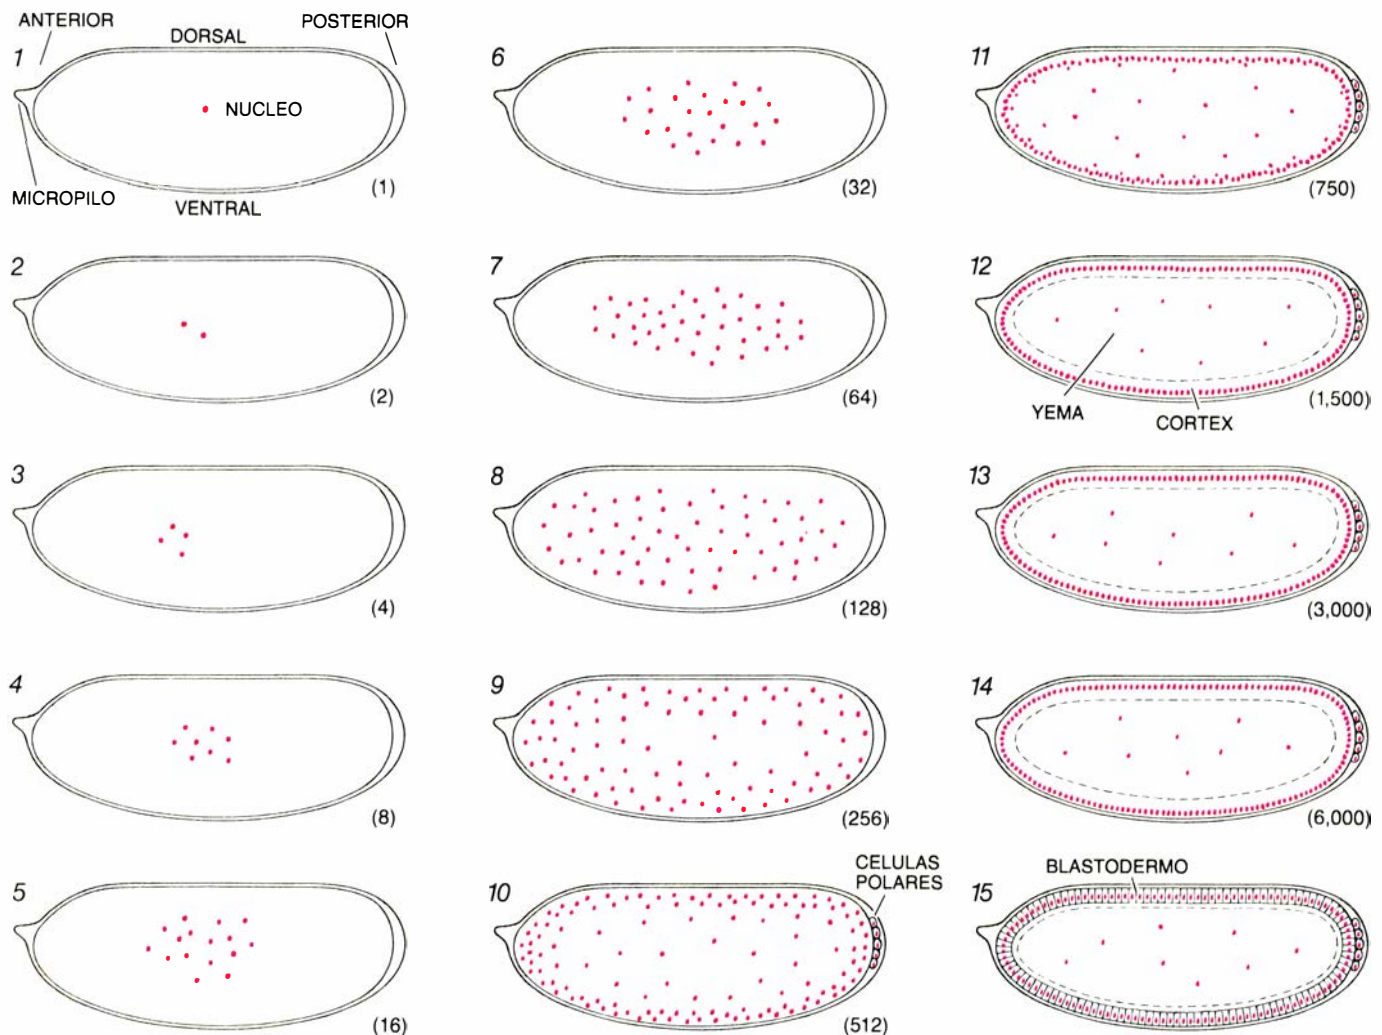 ANTERIOR
POSTERIOR
DORSAL
1
NUCLEO
MICROPILO
VENTRAL
(1)
2
(2)
3
(4)
4
(8)
5
(16)
6
(32)
7
(64)
8
(128)
9
(256)
10
CELULAS
POLARES
(512)
11
(750)
12
YEMA
CORTEX
(1,500)
13
(3,000)
14
(6,000)
15
BLASTODERMO